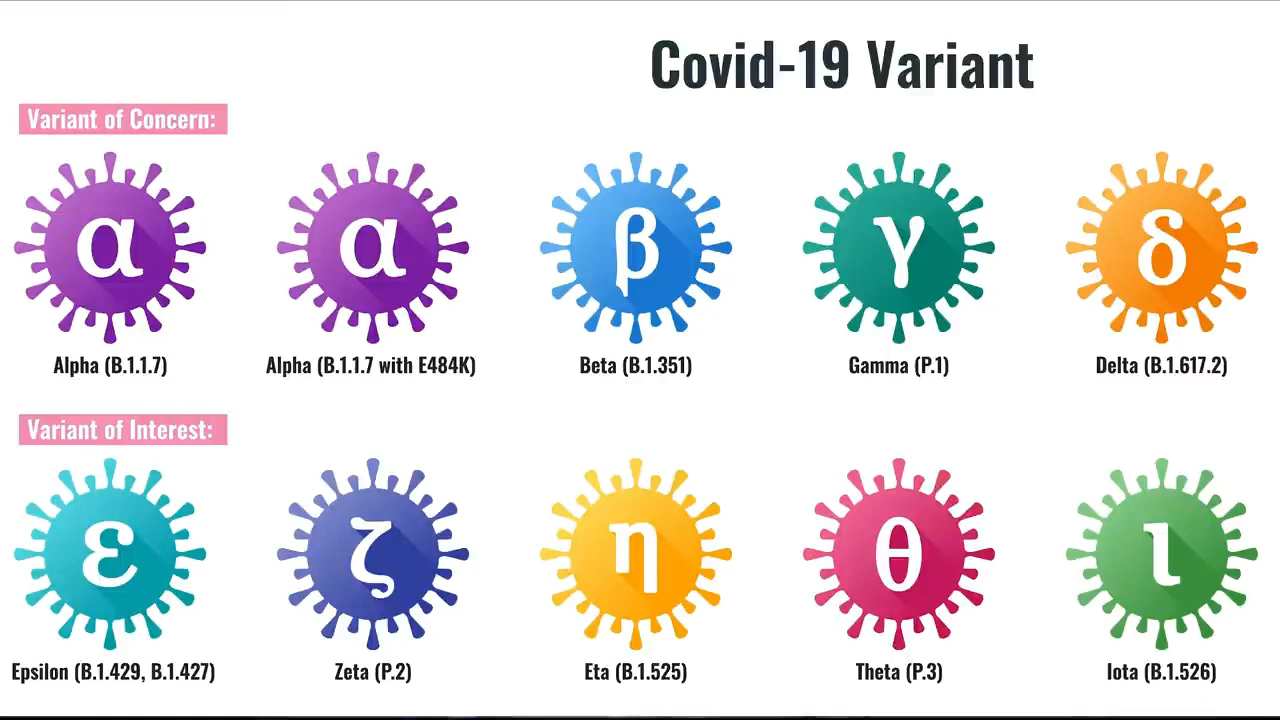 Covid-19 Variant
Variant of Concern:
α α β γ δ
Alpha (B.1.1.7) Alpha (B.1.1.7 with E484K) Beta (B.1.351) Gamma (P.1) Delta (B.1.617.2)
Variant of Interest:
ε ζ η θ ι
Epsilon (B.1.429, B.1.427) Zeta (P.2) Eta (B.1.525) Theta (P.3) Iota (B.1.526)